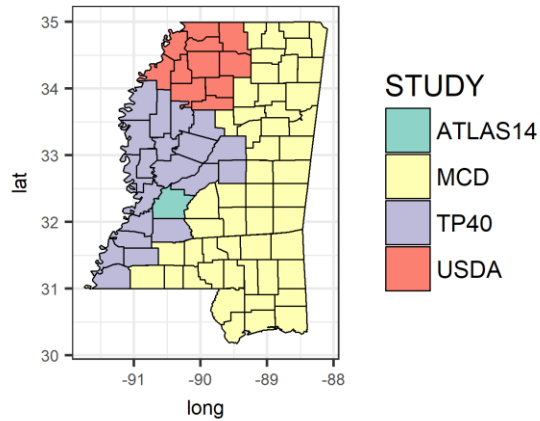 35
34
33
32
31
30
lat
-91
-90
-89
-88
long
STUDY
ATLAS14
MCD
TP40
USDA